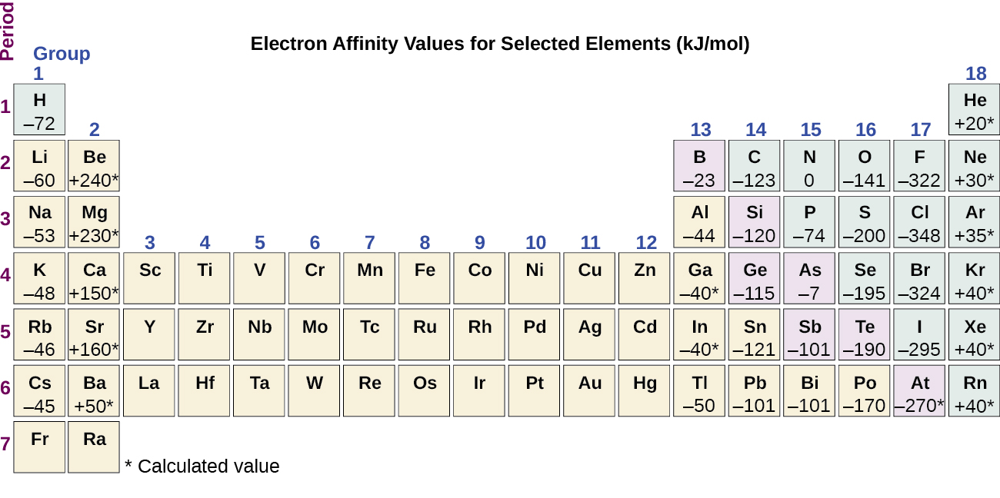 Period
Electron Affinity Values for Selected Elements (kJ/mol)
Group
1 18
1 H He
–72 +20*
2 13 14 15 16 17
2 Li Be B C N O F Ne
–60 +240* –23 –123 0 –141 –322 +30*
3 Na Mg Al Si P S Cl Ar
–53 +230* –44 –120 –74 –200 –348 +35*
3 4 5 6 7 8 9 10 11 12
4 K Ca Sc Ti V Cr Mn Fe Co Ni Cu Zn Ga Ge As Se Br Kr
–48 +150* –40* –115 –7 –195 –324 +40*
5 Rb Sr Y Zr Nb Mo Tc Ru Rh Pd Ag Cd In Sn Sb Te I Xe
–46 +160* –40* –121 –101 –190 –295 +40*
6 Cs Ba La Hf Ta W Re Os Ir Pt Au Hg Tl Pb Bi Po At Rn
–45 +50* –50 –101 –101 –170 –270* +40*
7 Fr Ra
* Calculated value